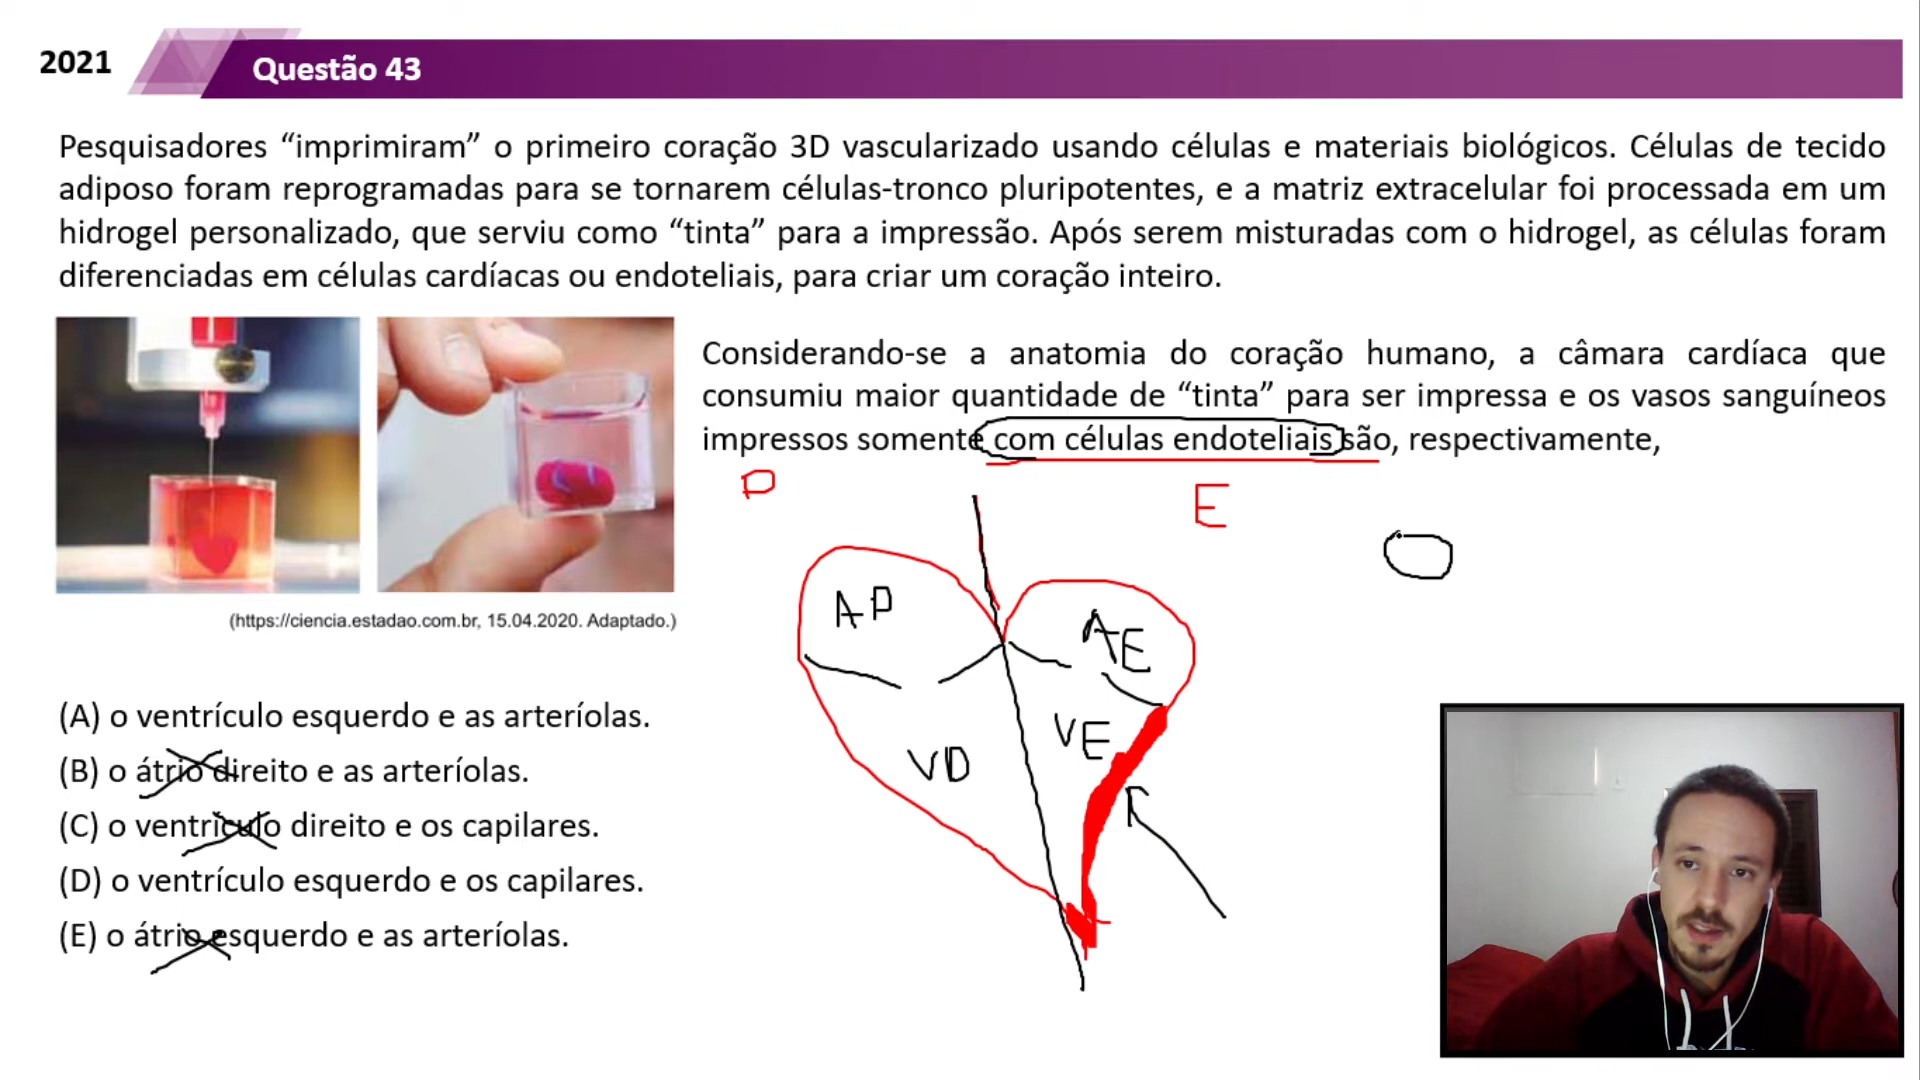 2021
Questão 43
Pesquisadores “imprimiram” o primeiro coração 3D vascularizado usando células e materiais biológicos. Células de tecido
adiposo foram reprogramadas para se tornarem células-tronco pluripotentes, e a matriz extracelular foi processada em um
hidrogel personalizado, que serviu como “tinta” para a impressão. Após serem misturadas com o hidrogel, as células foram
diferenciadas em células cardíacas ou endoteliais, para criar um coração inteiro.
Considerando-se a anatomia do coração humano, a câmara cardíaca que
consumiu maior quantidade de “tinta” para ser impressa e os vasos sanguíneos
impressos somente com células endoteliais são, respectivamente,
D
E
AD
AE
VD
VE
(https://ciencia.estadao.com.br, 15.04.2020. Adaptado.)
(A) o ventrículo esquerdo e as arteríolas.
(B) o átrio direito e as arteríolas.
(C) o ventrículo direito e os capilares.
(D) o ventrículo esquerdo e os capilares.
(E) o átrio esquerdo e as arteríolas.